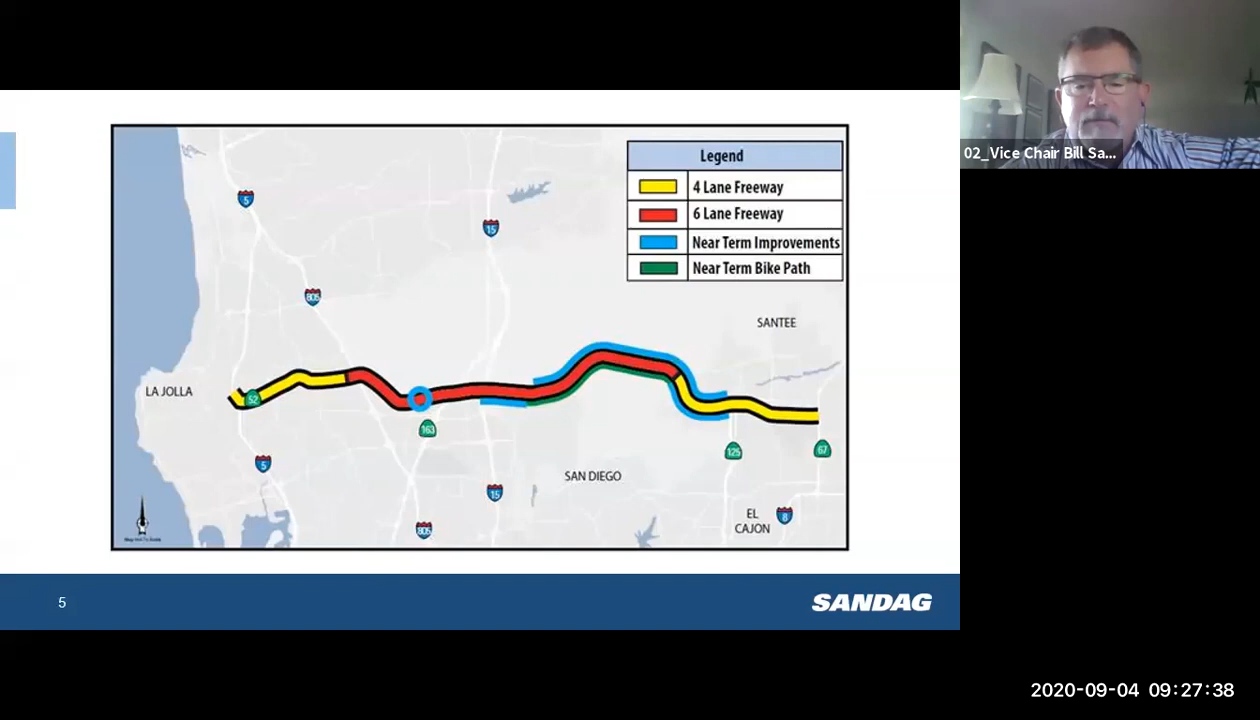 02_Vice Chair Bill Sa...
Legend
4 Lane Freeway
6 Lane Freeway
Near Term Improvements
Near Term Bike Path
5
15
805
SANTEE
LA JOLLA
52
163
125
67
5
SAN DIEGO
15
EL
CAJON
8
805
5
SANDAG
2020-09-04 09:27:38